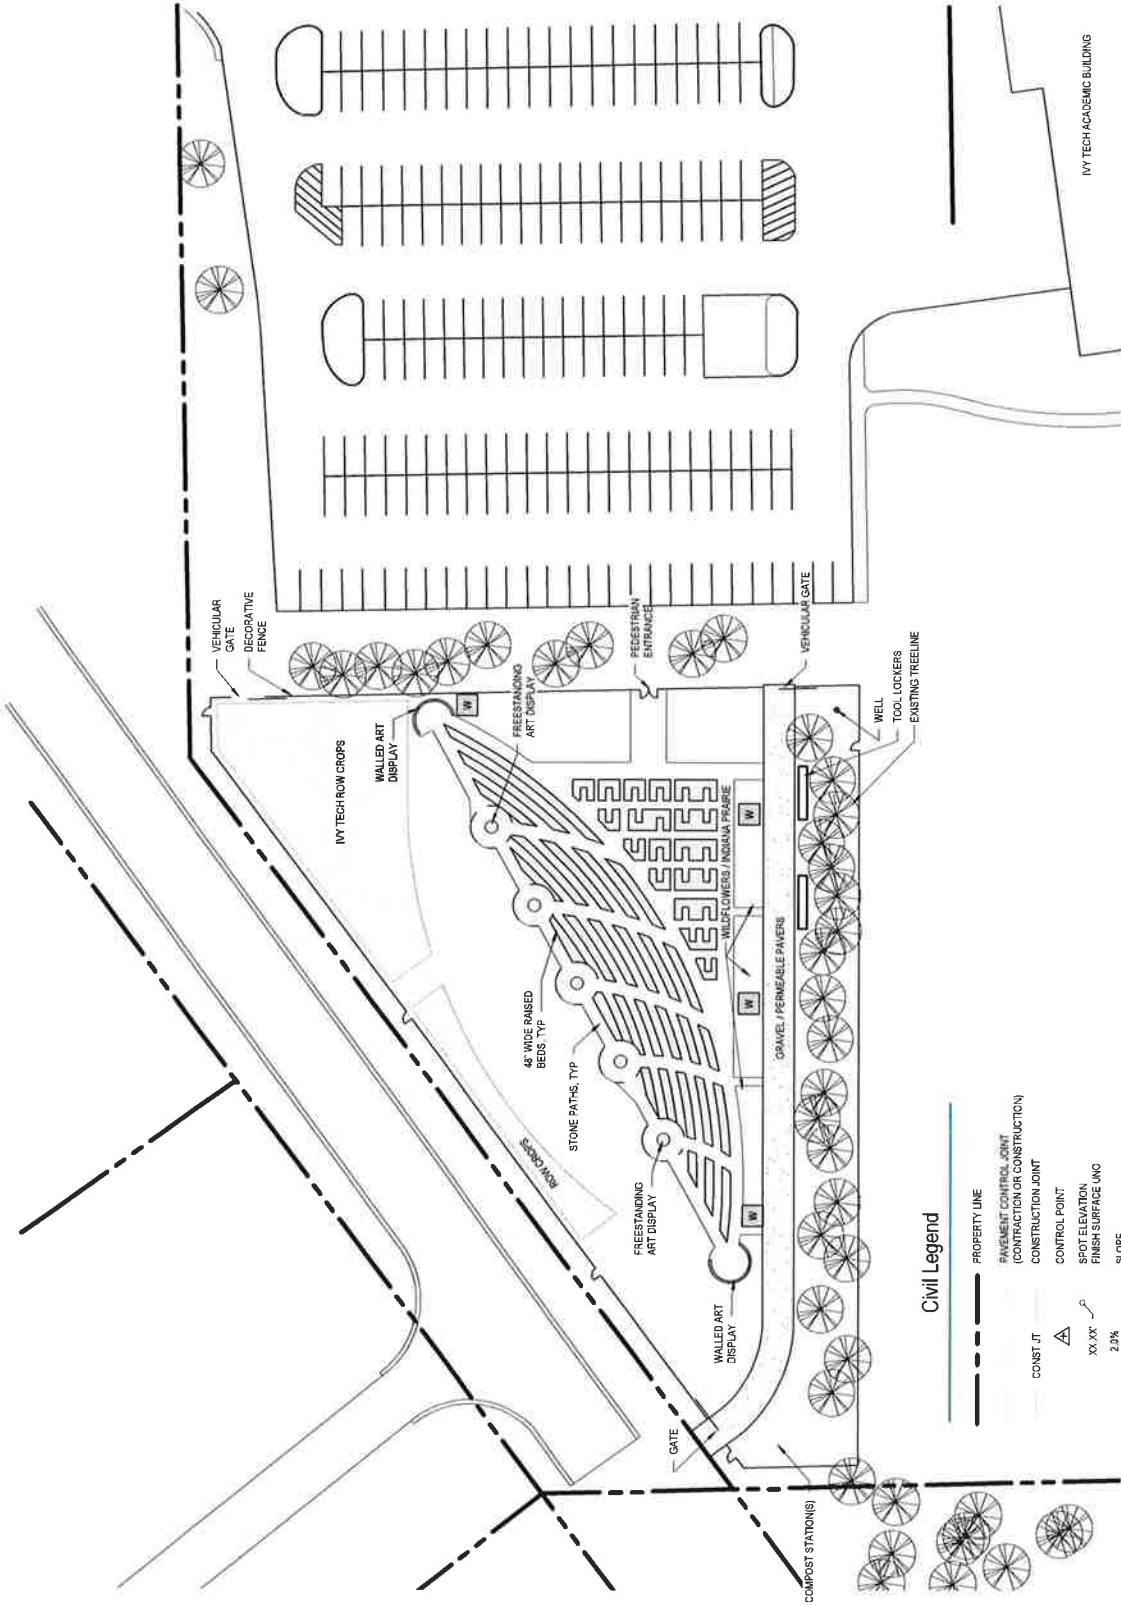 IVY TECH ACADEMIC BUILDING
VEHICULAR
GATE
DECORATIVE
FENCE
PEDESTRIAN
ENTRANCE
VEHICULAR GATE
WELL
TOOL LOCKERS
EXISTING TREELINE
IVY TECH ROW CROPS
WALLED ART
DISPLAY
W
FREESTANDING
ART DISPLAY
WILDFLOWERS / INDIANA PRAIRIE
W
W
W
GRAVEL / PERMEABLE PAVERS
48" WIDE RAISED
BEDS, TYP
STONE PATHS, TYP
ROW CROPS
FREESTANDING
ART DISPLAY
WALLED ART
DISPLAY
GATE
COMPOST STATION(S)
Civil Legend
PROPERTY LINE
PAVEMENT CONTROL JOINT
(CONTRACTION OR CONSTRUCTION)
CONST JT
CONSTRUCTION JOINT
CONTROL POINT
XX.XX'
SPOT ELEVATION
FINISH SURFACE UNO
2.0%
SLOPE